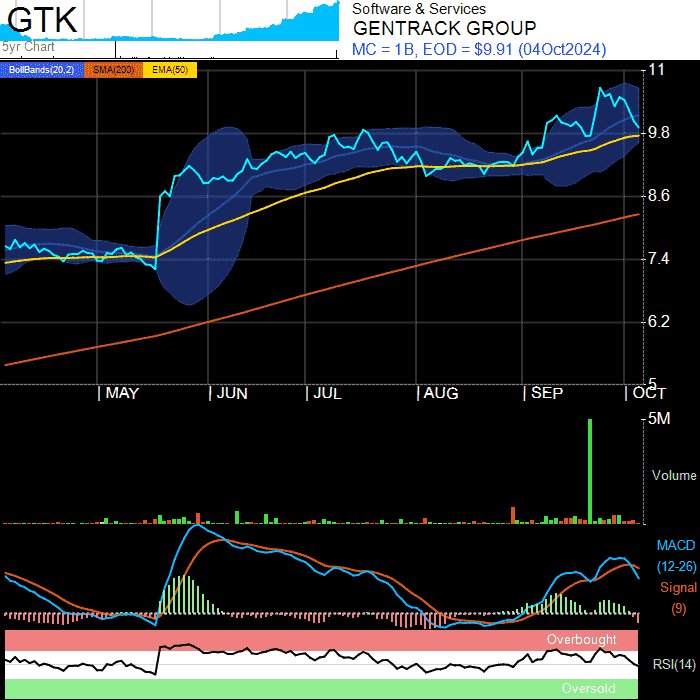 GTK
5yr Chart
Software & Services
GENTRACK GROUP
MC = 1B, EOD = $9.91 (04Oct2024)
BollBands(20,2) SMA(200) EMA(50)
11
9.8
8.6
7.4
6.2
5
MAY JUN JUL AUG SEP OCT
5M
Volume
MACD
(12-26)
Signal
(9)
Overbought
RSI(14)
Oversold